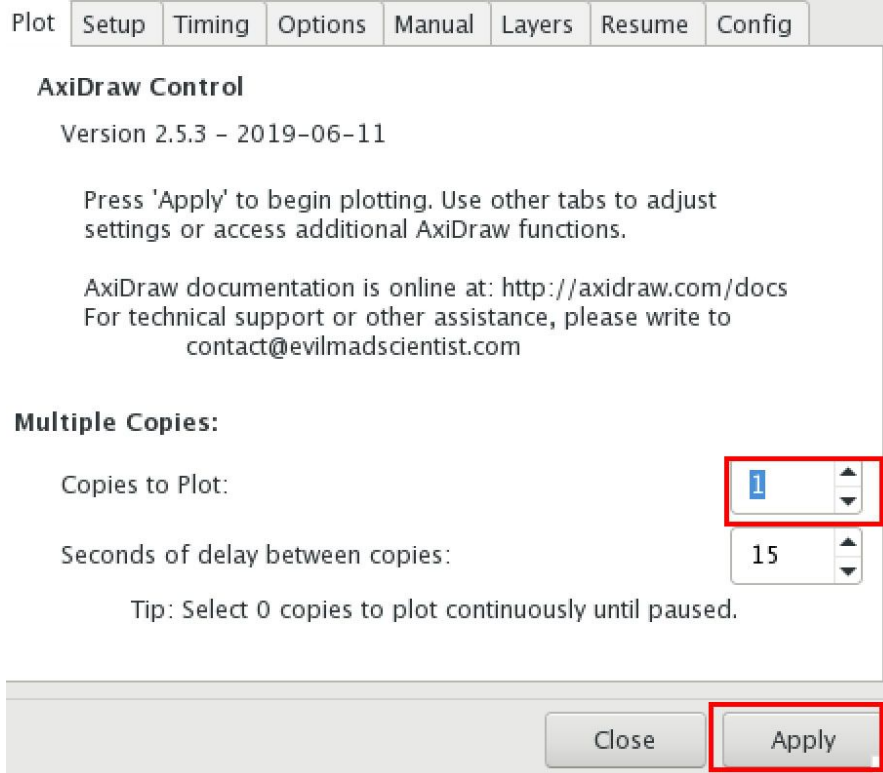 Plot Setup Timing Options Manual Layers Resume Config
AxiDraw Control
Version 2.5.3 – 2019-06-11
Press 'Apply' to begin plotting. Use other tabs to adjust
settings or access additional AxiDraw functions.
AxiDraw documentation is online at: http://axidraw.com/docs
For technical support or other assistance, please write to
contact@evilmadscientist.com
Multiple Copies:
Copies to Plot: 1
Seconds of delay between copies: 15
Tip: Select 0 copies to plot continuously until paused.
Close Apply